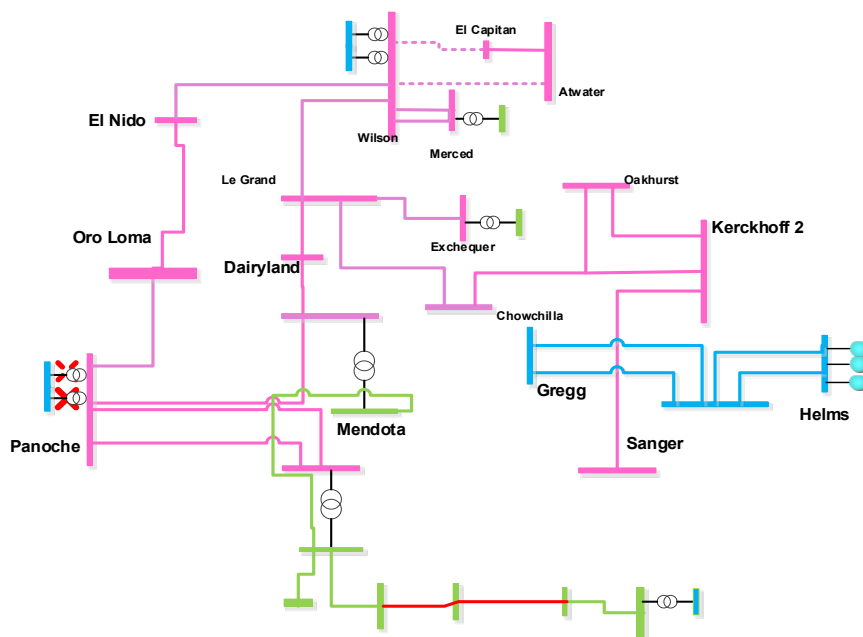 El Capitan
Atwater
El Nido
Wilson
Merced
Le Grand
Oakhurst
Kerckhoff 2
Oro Loma
Exchequer
Dairyland
Chowchilla
Gregg
Helms
Mendota
Panoche
Sanger